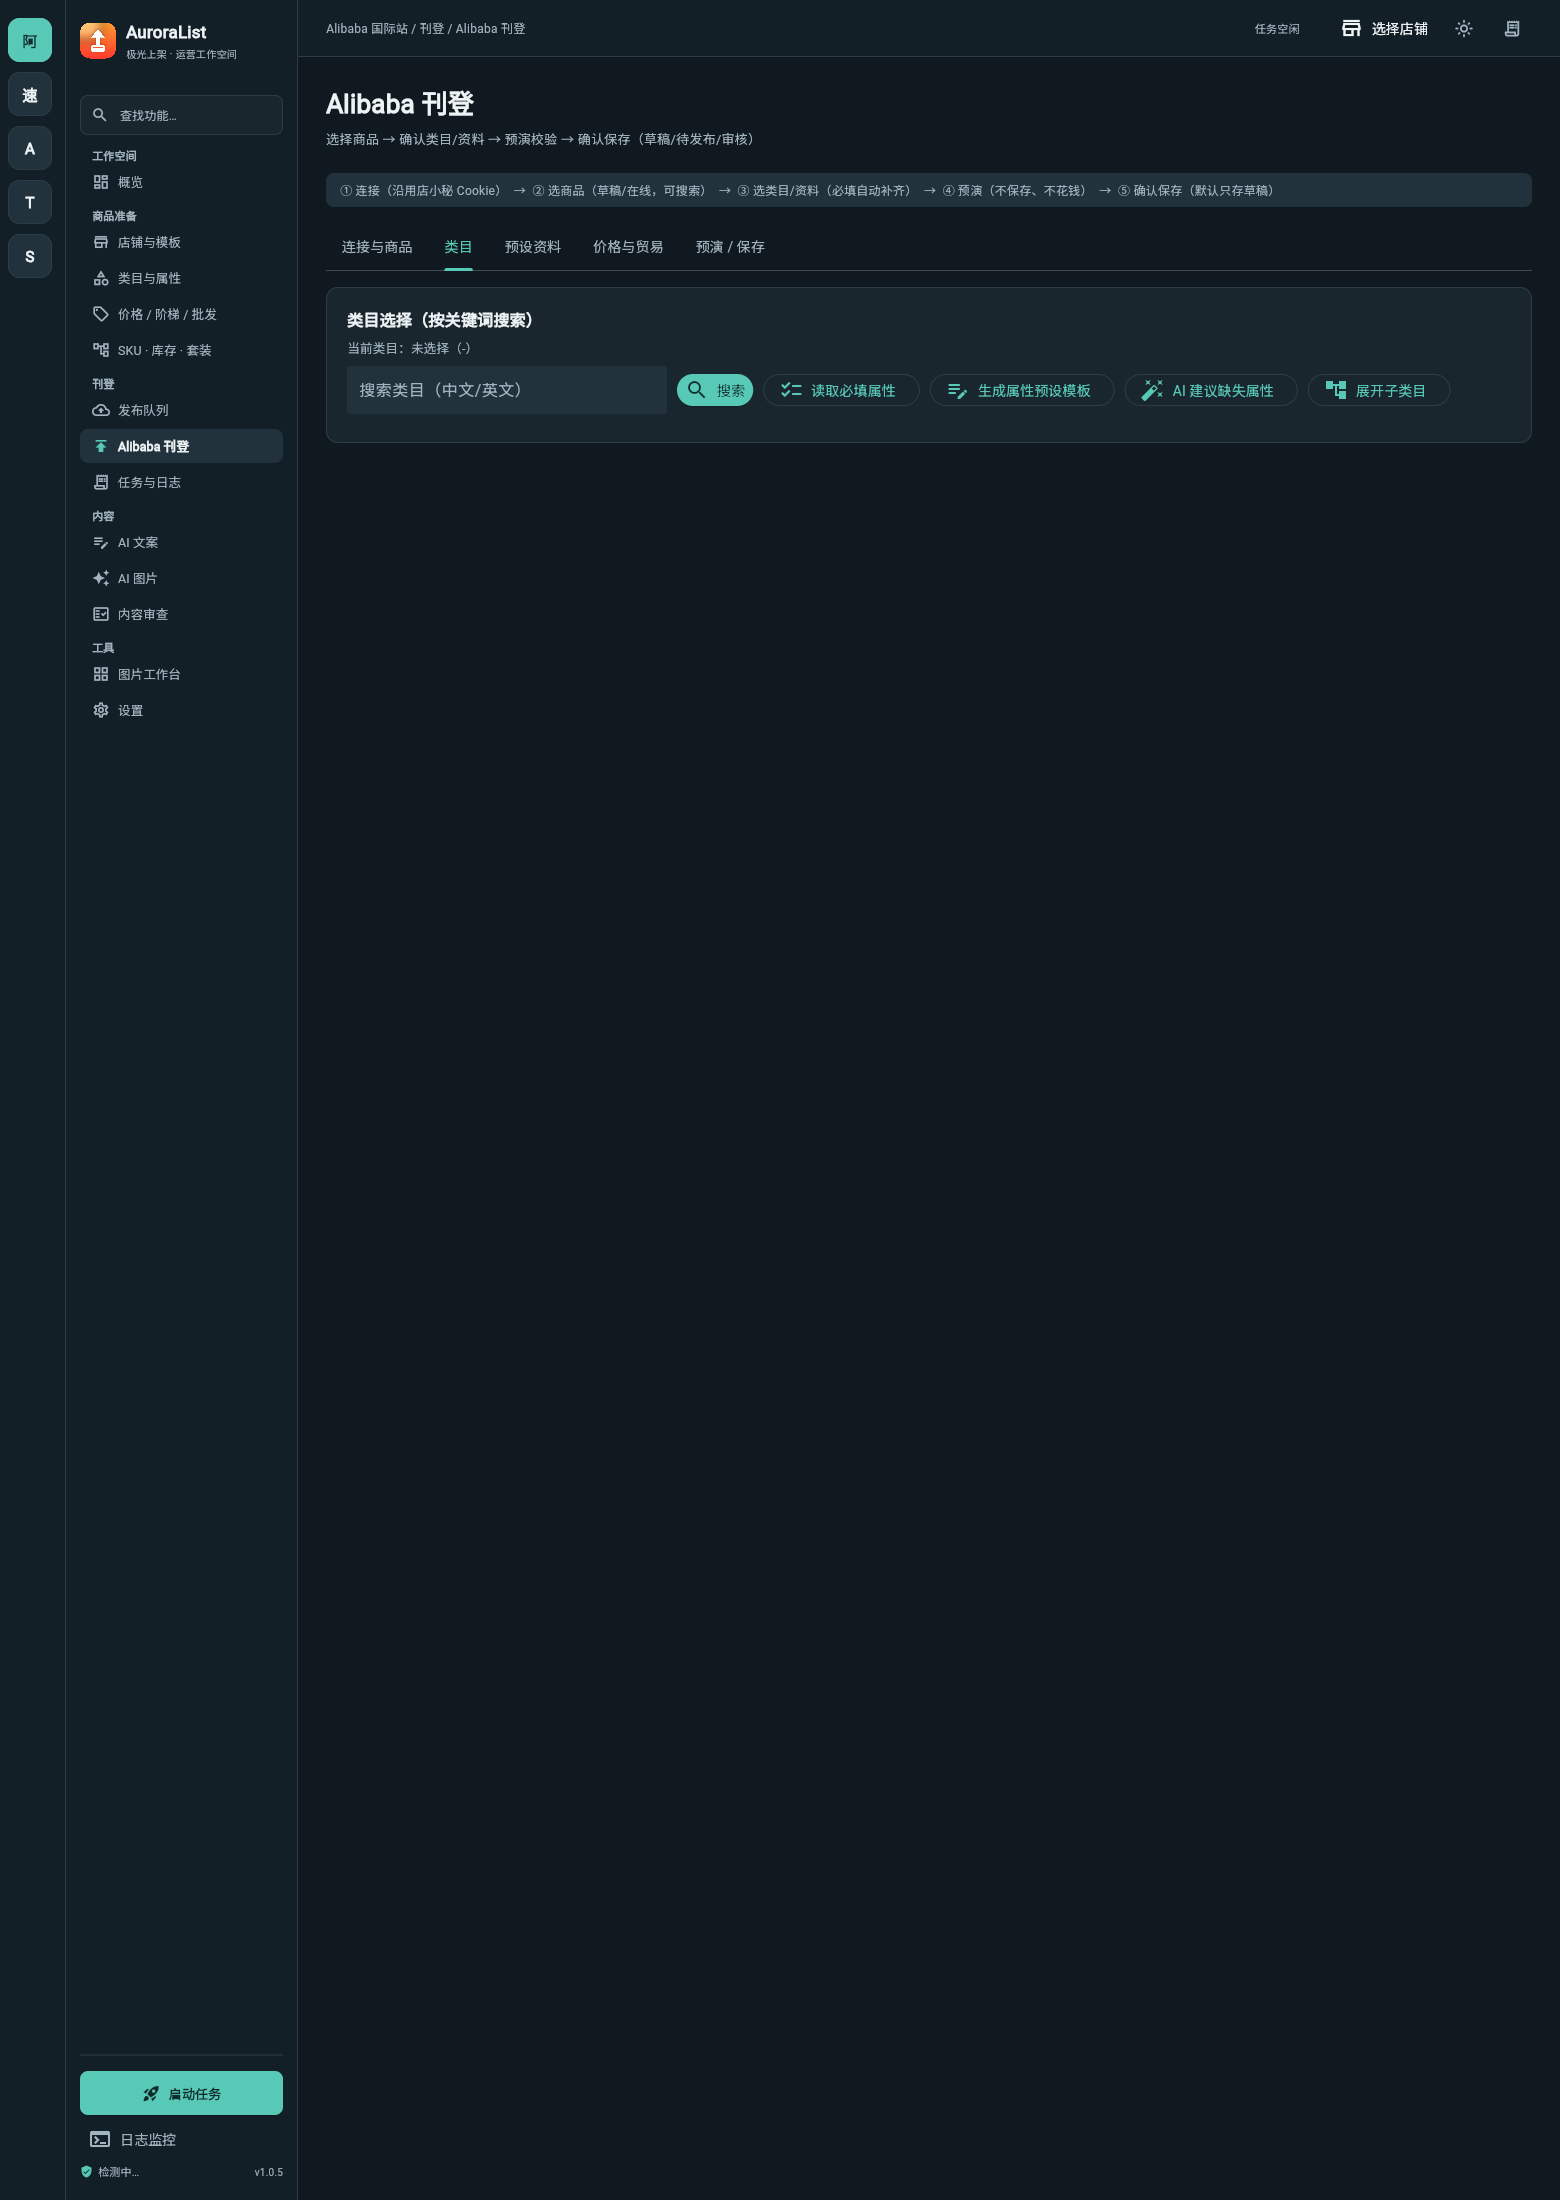 阿
速
A
T
S
AuroraList
极光上架 · 运营工作空间
查找功能...
工作空间
概览
商品准备
店铺与模板
类目与属性
价格 / 阶梯 / 批发
SKU · 库存 · 套装
刊登
发布队列
Alibaba 刊登
任务与日志
内容
AI 文案
AI 图片
内容审查
工具
图片工作台
设置
启动任务
日志监控
检测中... v1.0.5
Alibaba 国际站 / 刊登 / Alibaba 刊登
任务空闲 选择店铺
Alibaba 刊登
选择商品 → 确认类目/资料 → 预演校验 → 确认保存（草稿/待发布/审核）
① 连接（沿用店小秘 Cookie） → ② 选商品（草稿/在线，可搜索） → ③ 选类目/资料（必填自动补齐） → ④ 预演（不保存、不花钱） → ⑤ 确认保存（默认只存草稿）
连接与商品 类目 预设资料 价格与贸易 预演 / 保存
类目选择（按关键词搜索）
当前类目：未选择（-）
搜索类目（中文/英文） 搜索 读取必填属性 生成属性预设模板 AI 建议缺失属性 展开子类目